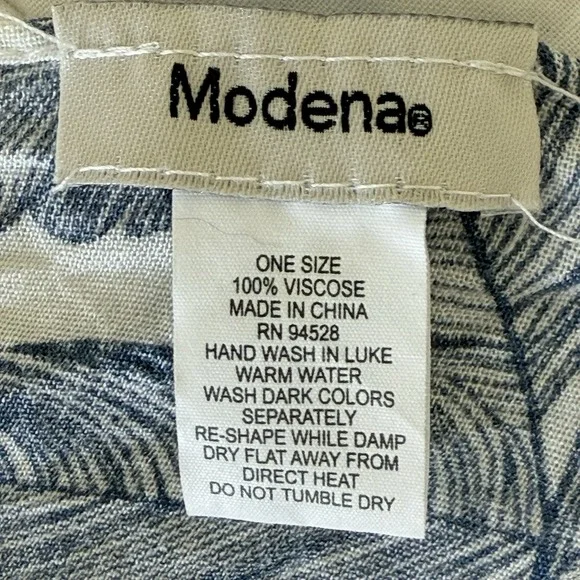 Modena®
ONE SIZE
100% VISCOSE
MADE IN CHINA
RN 94528
HAND WASH IN LUKE
WARM WATER
WASH DARK COLORS
SEPARATELY
RE-SHAPE WHILE DAMP
DRY FLAT AWAY FROM
DIRECT HEAT
DO NOT TUMBLE DRY